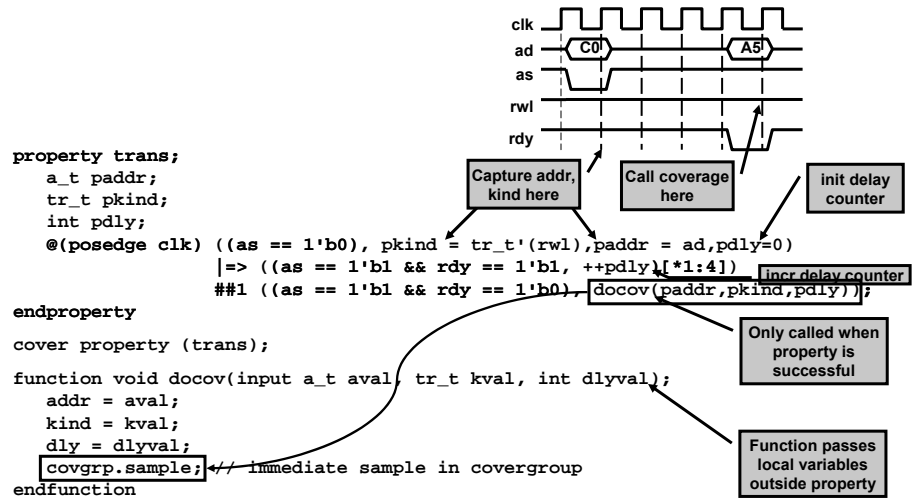 clk
ad C0 A5
as
rwl
rdy
Capture addr,
kind here
Call coverage
here
init delay
counter
property trans;
a_t paddr;
tr_t pkind;
int pdly;
@(posedge clk) ((as == 1'b0), pkind = tr_t'(rwl),paddr = ad,pdly=0)
|=> ((as == 1'b1 && rdy == 1'b1, ++pdly)[*1:4])
incr delay counter
##1 ((as == 1'b1 && rdy == 1'b0), docov(paddr,pkind,pdly));
endproperty
Only called when
property is
successful
cover property (trans);
function void docov(input a_t aval, tr_t kval, int dlyval);
addr = aval;
kind = kval;
dly = dlyval;
covgrp.sample; // immediate sample in covergroup
endfunction
Function passes
local variables
outside property